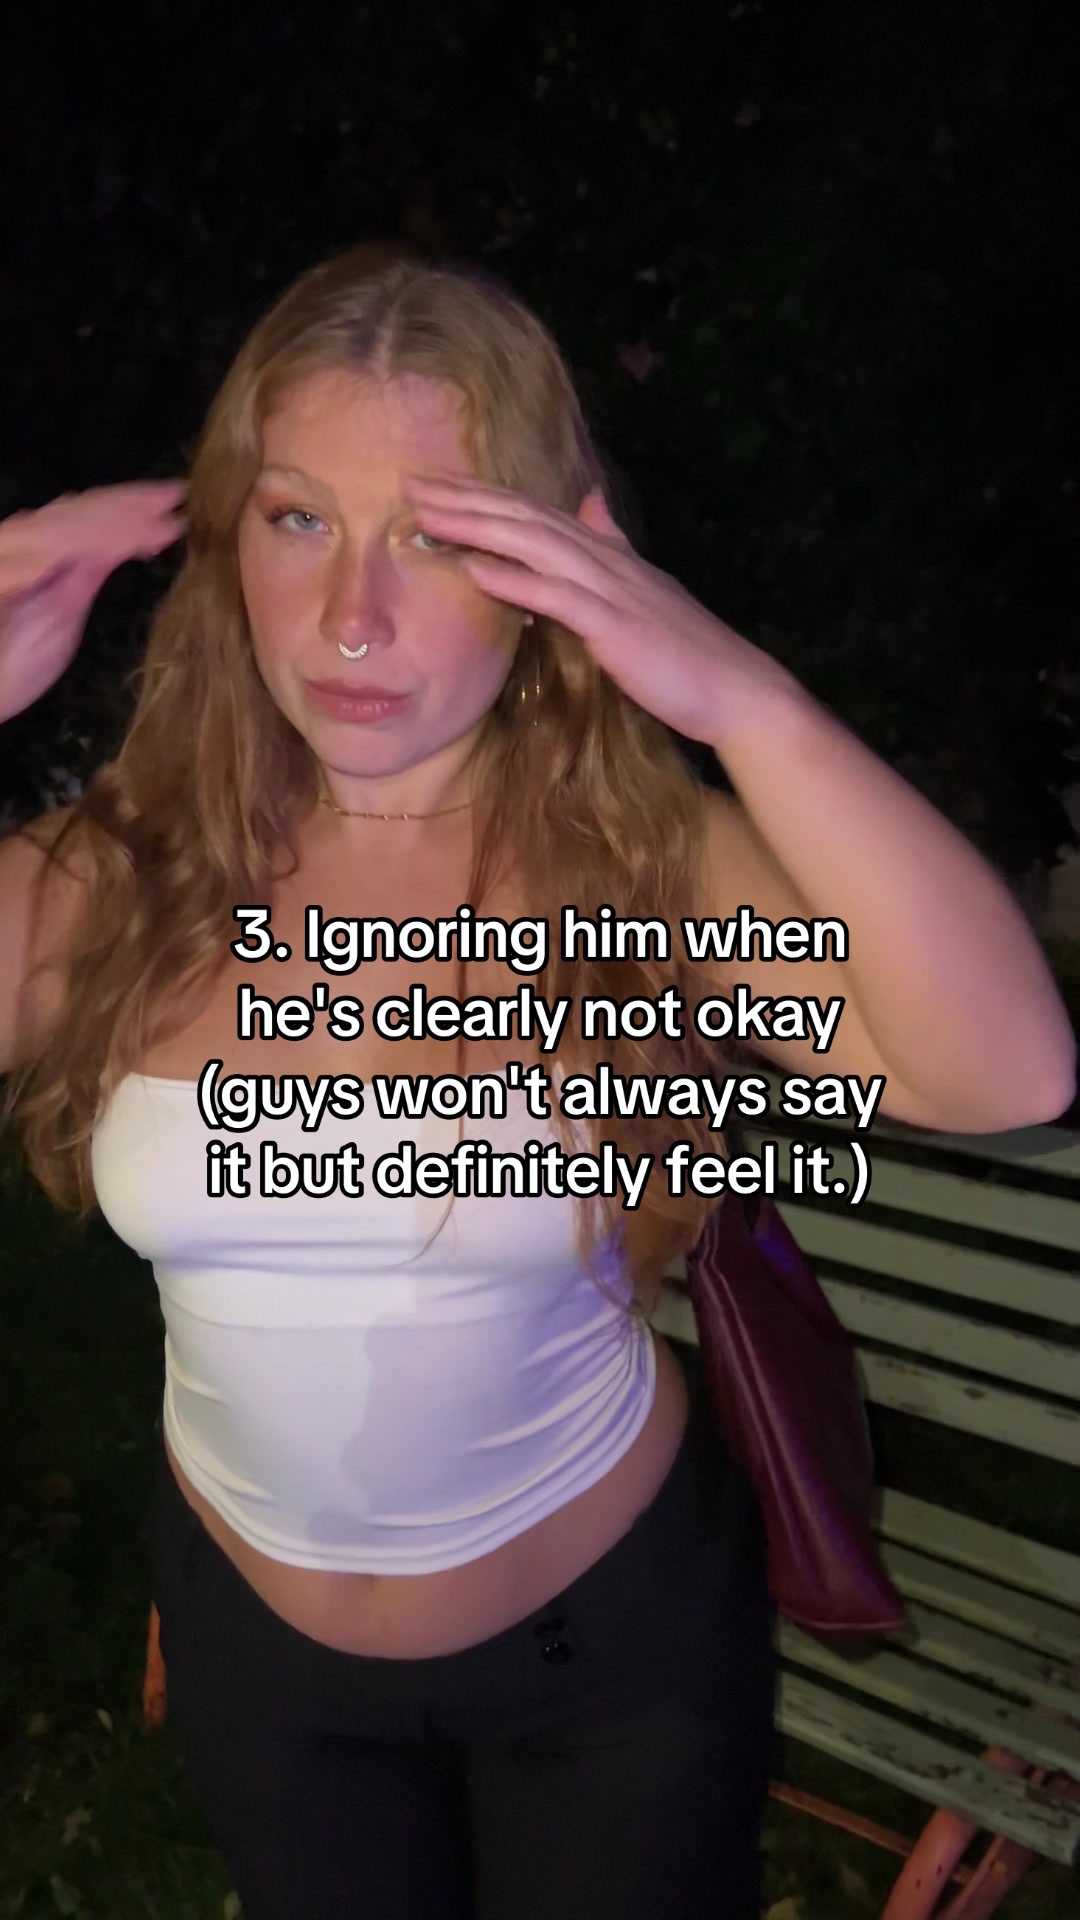 3. Ignoring him when
he's clearly not okay
(guys won't always say
it but definitely feel it.)